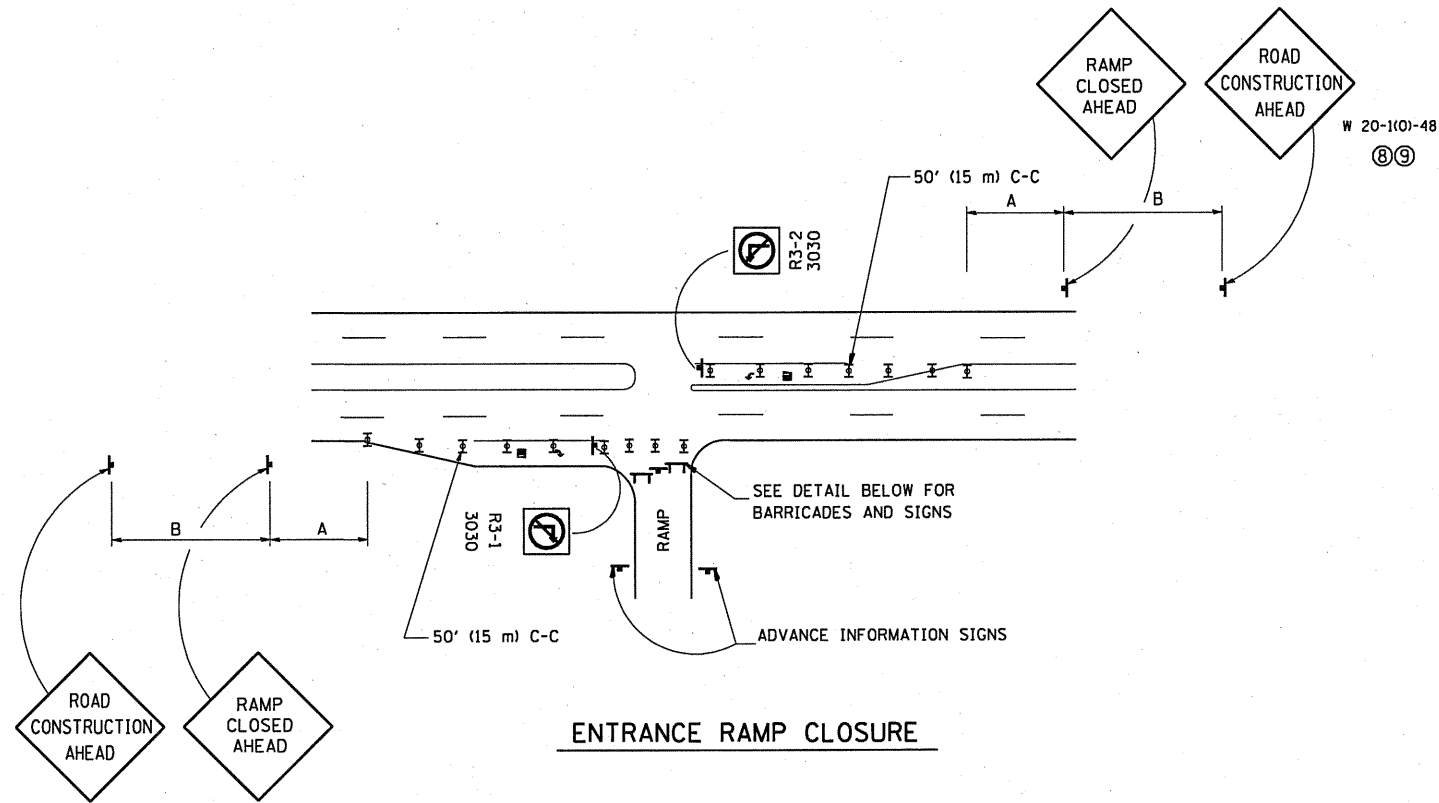 RAMP
CLOSED
AHEAD
ROAD
CONSTRUCTION
AHEAD
W 20-1(O)-48
⑧⑨
50' (15 m) C-C
A
B
R3-2
3030
SEE DETAIL BELOW FOR
BARRICADES AND SIGNS
B
A
R3-1
3030
RAMP
50' (15 m) C-C
ADVANCE INFORMATION SIGNS
ROAD
CONSTRUCTION
AHEAD
RAMP
CLOSED
AHEAD
ENTRANCE RAMP CLOSURE